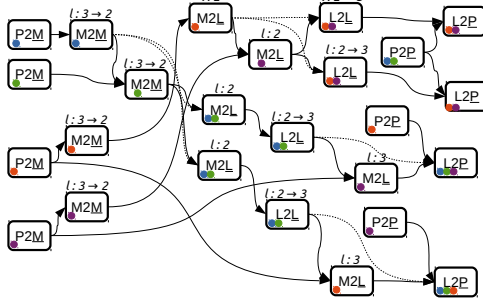 M2L
L2L
L2P
P2M
l : 3 → 2
M2M
l : 2
M2L
P2P
l : 3 → 2
M2M
P2M
l : 2 → 3
L2L
L2P
l : 2
M2L
P2P
l : 3 → 2
M2M
l : 2 → 3
L2L
P2M
l : 2
M2L
l : 3
M2L
L2P
l : 3 → 2
M2M
l : 2 → 3
L2L
P2P
P2M
l : 3
M2L
L2P